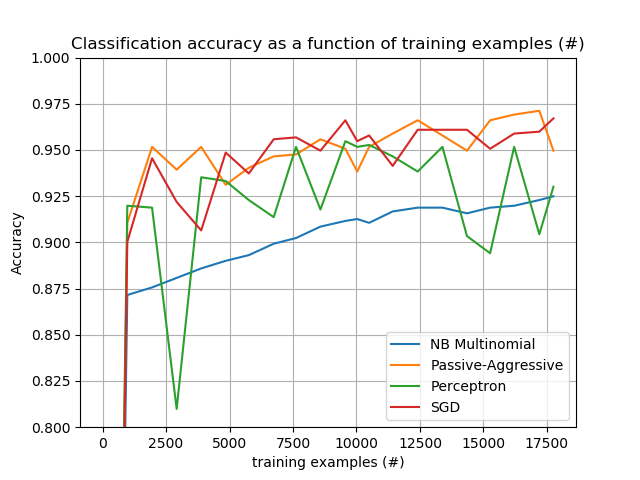 Classification accuracy as a function of training examples (#)
1.000
0.975
0.950
0.925
0.900
0.875
0.850
0.825
0.800
Accuracy
NB Multinomial
Passive-Aggressive
Perceptron
SGD
0 2500 5000 7500 10000 12500 15000 17500
training examples (#)